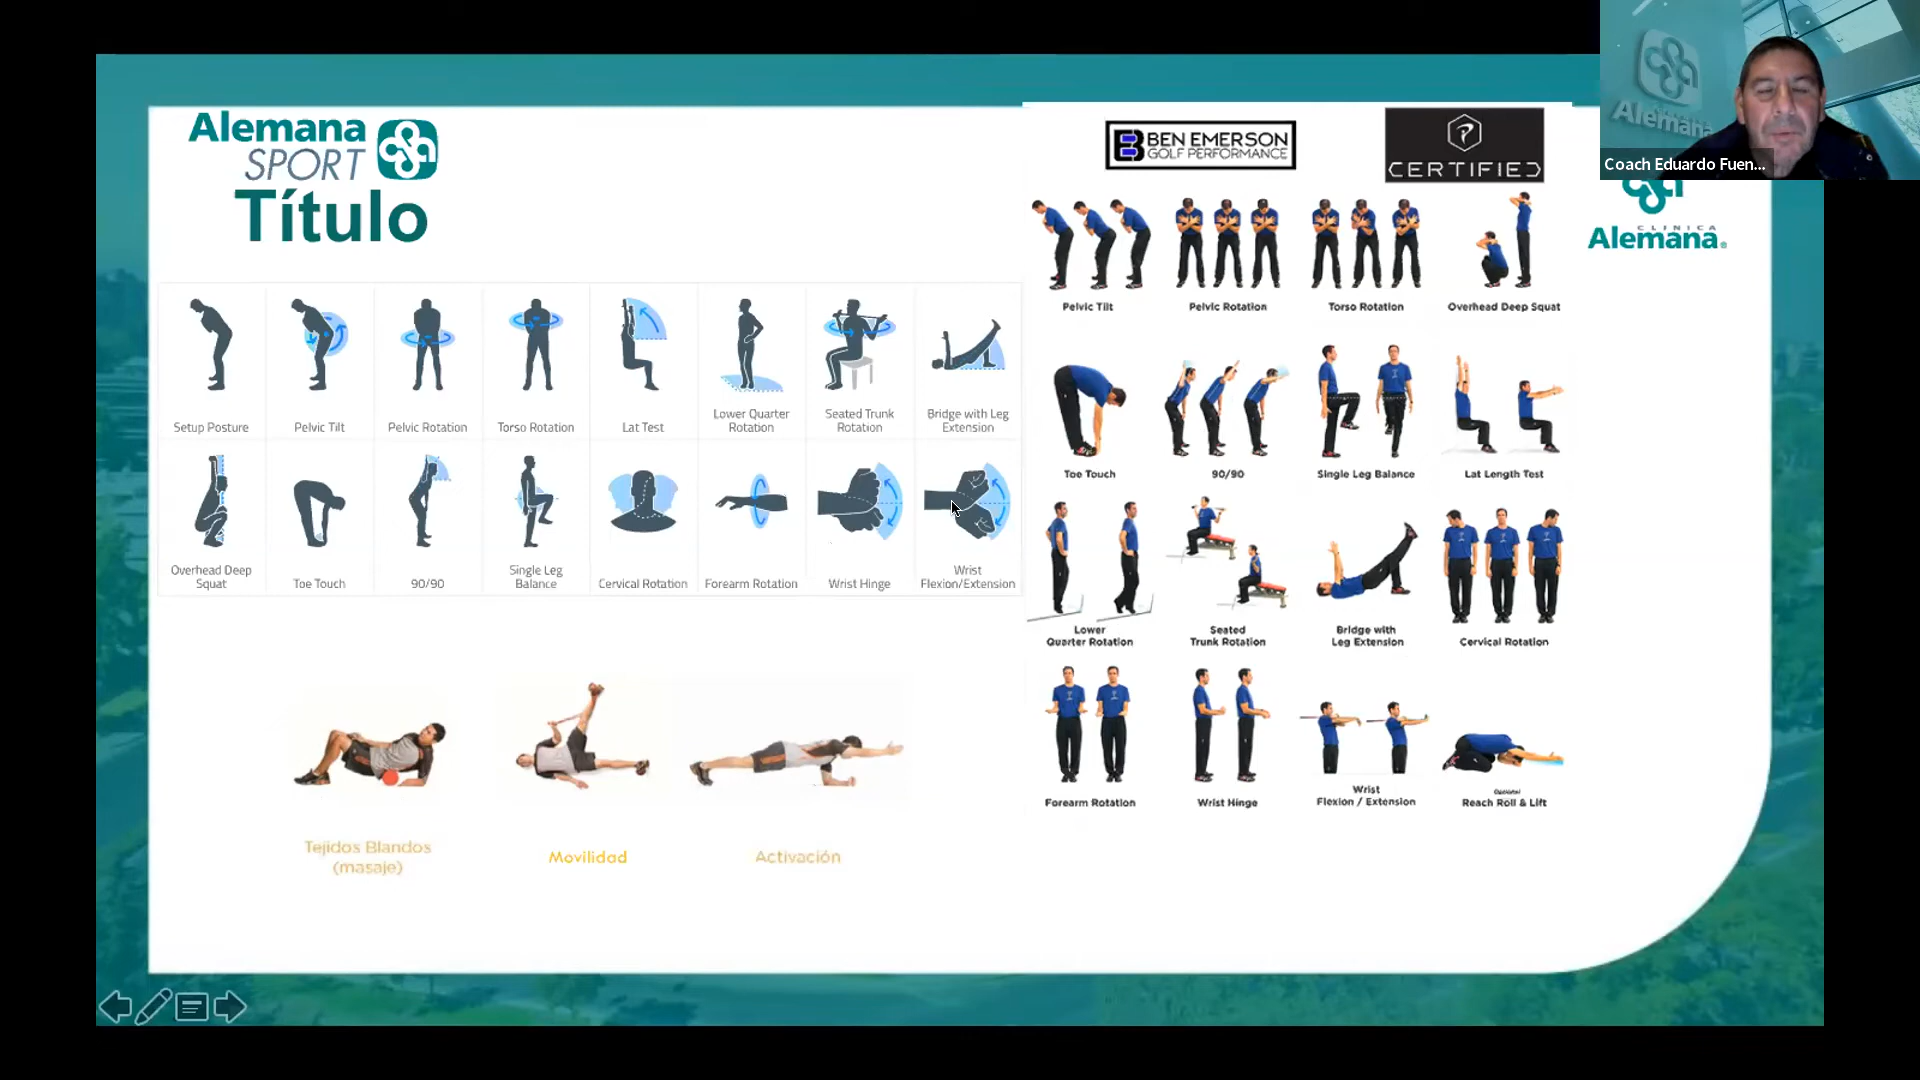 Alemana
SPORT
Título
Setup Posture
Pelvic Tilt
Pelvic Rotation
Torso Rotation
Lat Test
Lower Quarter
Rotation
Seated Trunk
Rotation
Bridge with Leg
Extension
Overhead Deep
Squat
Toe Touch
90/90
Single Leg
Balance
Cervical Rotation
Forearm Rotation
Wrist Hinge
Wrist
Flexion/Extension
Tejidos Blandos
(masaje)
Movilidad
Activación
BEN EMERSON
GOLF PERFORMANCE
CERTIFIED
Pelvic Tilt
Pelvic Rotation
Torso Rotation
Overhead Deep Squat
Toe Touch
90/90
Single Leg Balance
Lat Length Test
Lower
Quarter Rotation
Seated
Trunk Rotation
Bridge with
Leg Extension
Cervical Rotation
Forearm Rotation
Wrist Hinge
Wrist
Flexion / Extension
Reach Roll & Lift
Alemana
Coach Eduardo Fuen...
CLINICA
Alemana®